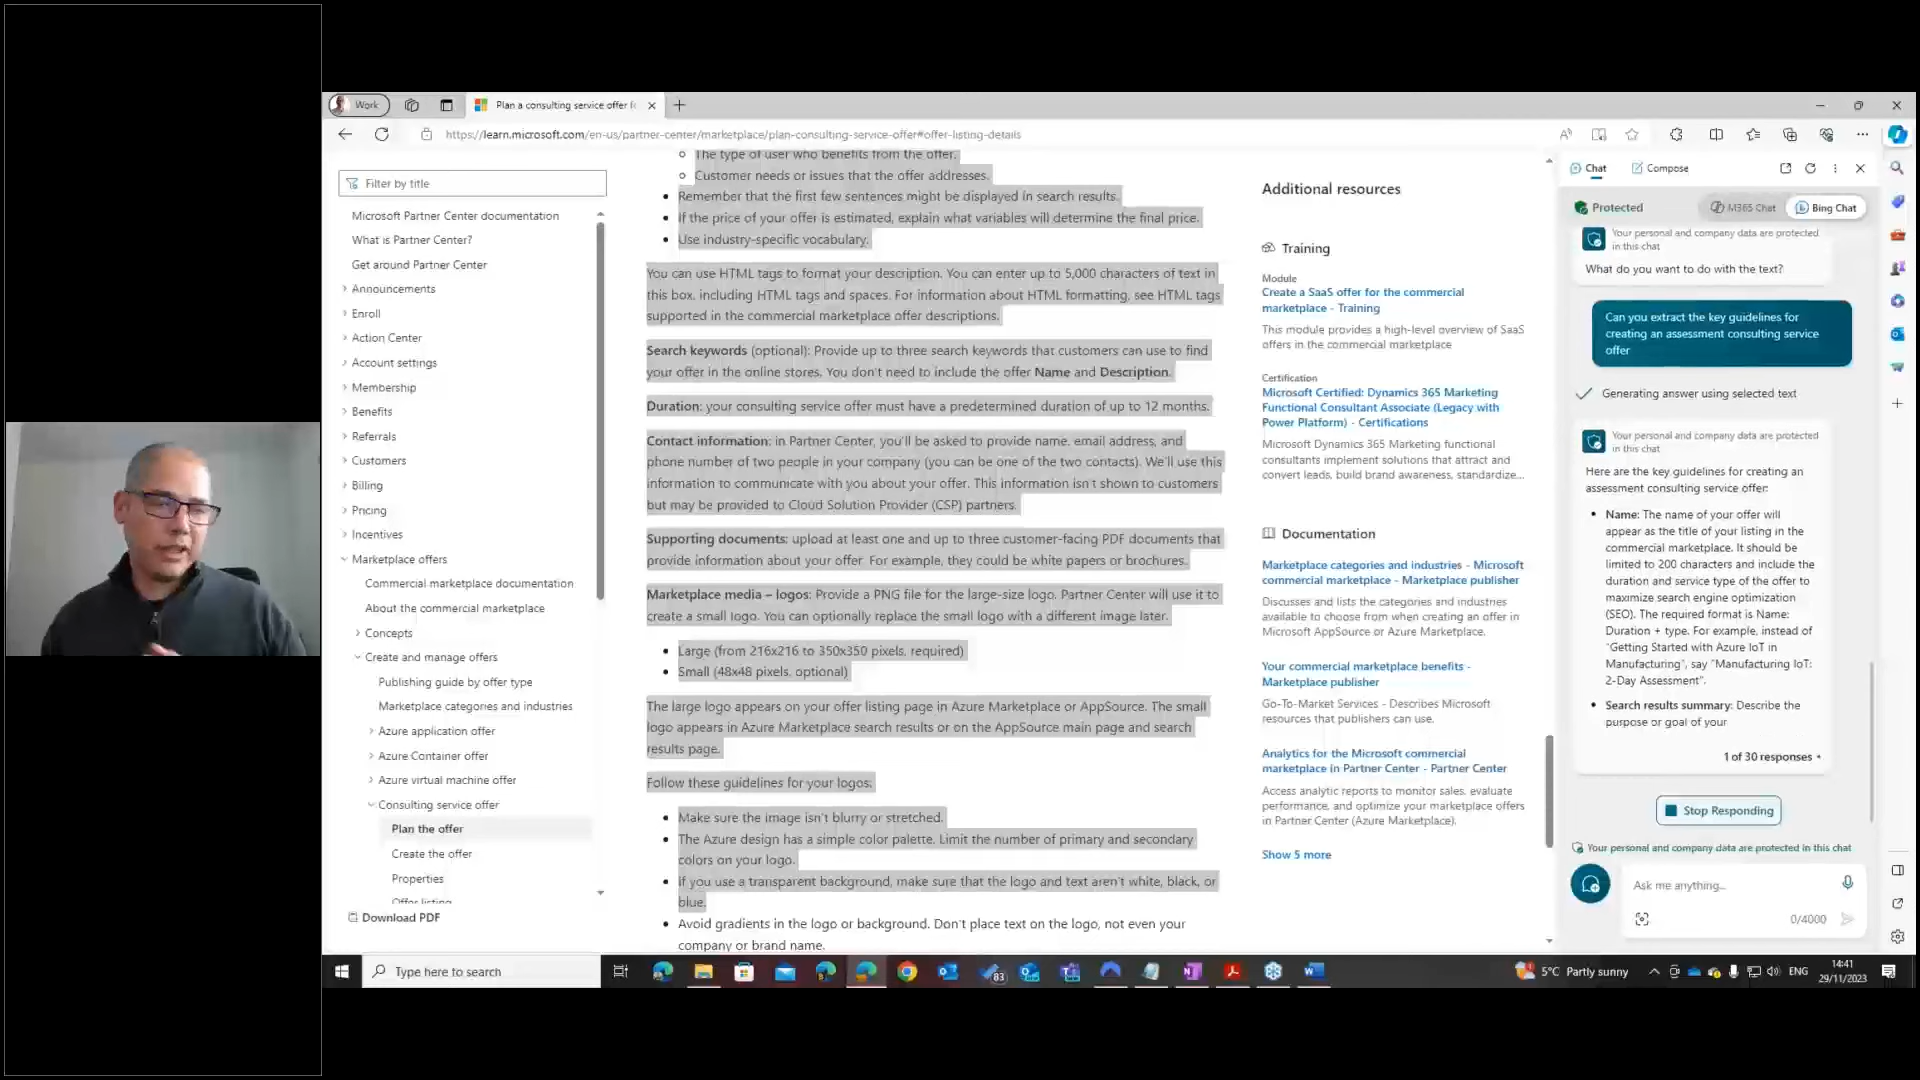 Work
Plan a consulting service offer f
https://learn.microsoft.com/en-us/partner-center/marketplace/plan-consulting-service-offer#offer-listing-details
Filter by title
Microsoft Partner Center documentation
What is Partner Center?
Get around Partner Center
Announcements
Enroll
Action Center
Account settings
Membership
Benefits
Referrals
Customers
Billing
Pricing
Incentives
Marketplace offers
Commercial marketplace documentation
About the commercial marketplace
Concepts
Create and manage offers
Publishing guide by offer type
Marketplace categories and industries
Azure application offer
Azure Container offer
Azure virtual machine offer
Consulting service offer
Plan the offer
Create the offer
Properties
Offer listing
Download PDF
The type of user who benefits from the offer.
Customer needs or issues that the offer addresses.
Remember that the first few sentences might be displayed in search results.
If the price of your offer is estimated, explain what variables will determine the final price.
Use industry-specific vocabulary.
You can use HTML tags to format your description. You can enter up to 5,000 characters of text in
this box, including HTML tags and spaces. For information about HTML formatting, see HTML tags
supported in the commercial marketplace offer descriptions.
Search keywords (optional): Provide up to three search keywords that customers can use to find
your offer in the online stores. You don't need to include the offer Name and Description.
Duration: your consulting service offer must have a predetermined duration of up to 12 months.
Contact information: in Partner Center, you'll be asked to provide name, email address, and
phone number of two people in your company (you can be one of the two contacts). We'll use this
information to communicate with you about your offer. This information isn't shown to customers
but may be provided to Cloud Solution Provider (CSP) partners.
Supporting documents: upload at least one and up to three customer-facing PDF documents that
provide information about your offer. For example, they could be white papers or brochures.
Marketplace media – logos: Provide a PNG file for the large-size logo. Partner Center will use it to
create a small logo. You can optionally replace the small logo with a different image later.
Large (from 216x216 to 350x350 pixels, required)
Small (48x48 pixels, optional)
The large logo appears on your offer listing page in Azure Marketplace or AppSource. The small
logo appears in Azure Marketplace search results or on the AppSource main page and search
results page.
Follow these guidelines for your logos:
Make sure the image isn't blurry or stretched.
The Azure design has a simple color palette. Limit the number of primary and secondary
colors on your logo.
If you use a transparent background, make sure that the logo and text aren't white, black, or
blue.
Avoid gradients in the logo or background. Don't place text on the logo, not even your
company or brand name.
Additional resources
Training
Module
Create a SaaS offer for the commercial
marketplace - Training
This module provides a high-level overview of SaaS
offers in the commercial marketplace
Certification
Microsoft Certified: Dynamics 365 Marketing
Functional Consultant Associate (Legacy with
Power Platform) - Certifications
Microsoft Dynamics 365 Marketing functional
consultants implement solutions that attract and
convert leads, build brand awareness, standardize...
Documentation
Marketplace categories and industries - Microsoft
commercial marketplace - Marketplace publisher
Discusses and lists the categories and industries
available to choose from when creating an offer in
Microsoft AppSource or Azure Marketplace.
Your commercial marketplace benefits -
Marketplace publisher
Go-To-Market Services - Describes Microsoft
resources that publishers can use.
Analytics for the Microsoft commercial
marketplace in Partner Center - Partner Center
Access analytic reports to monitor sales, evaluate
performance, and optimize your marketplace offers
in Partner Center (Azure Marketplace).
Show 5 more
Chat
Compose
Protected
M365 Chat
Bing Chat
Your personal and company data are protected
in this chat
What do you want to do with the text?
Can you extract the key guidelines for
creating an assessment consulting service
offer
Generating answer using selected text
Your personal and company data are protected
in this chat
Here are the key guidelines for creating an
assessment consulting service offer:
Name: The name of your offer will
appear as the title of your listing in the
commercial marketplace. It should be
limited to 200 characters and include the
duration and service type of the offer to
maximize search engine optimization
(SEO). The required format is Name:
Duration + type. For example, instead of
"Getting Started with Azure IoT in
Manufacturing", say "Manufacturing IoT:
2-Day Assessment".
Search results summary: Describe the
purpose or goal of your
1 of 30 responses
Stop Responding
Your personal and company data are protected in this chat
Ask me anything...
0/4000
Type here to search
83
5°C Partly sunny
ENG
14:41
29/11/2023